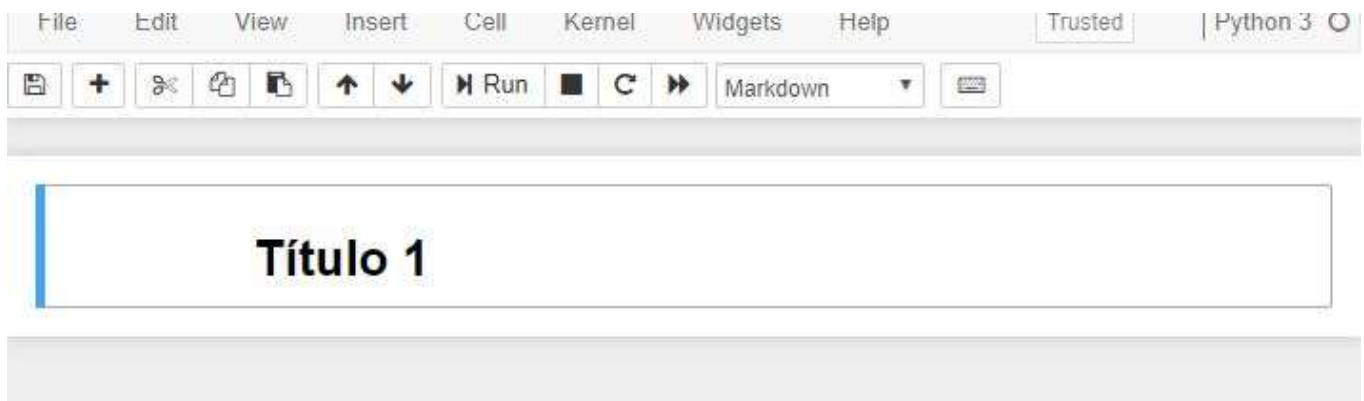 File Edit View Insert Cell Kernel Widgets Help Trusted Python 3
Run Markdown
Título 1